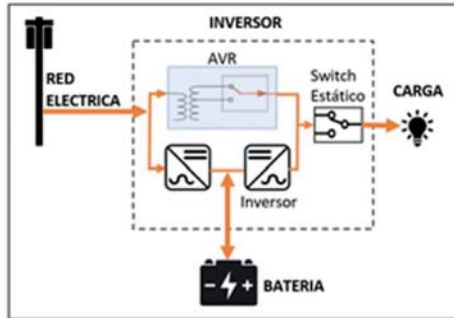 INVERSOR
AVR
RED
ELECTRICA
Switch
Estático
CARGA
Inversor
BATERIA